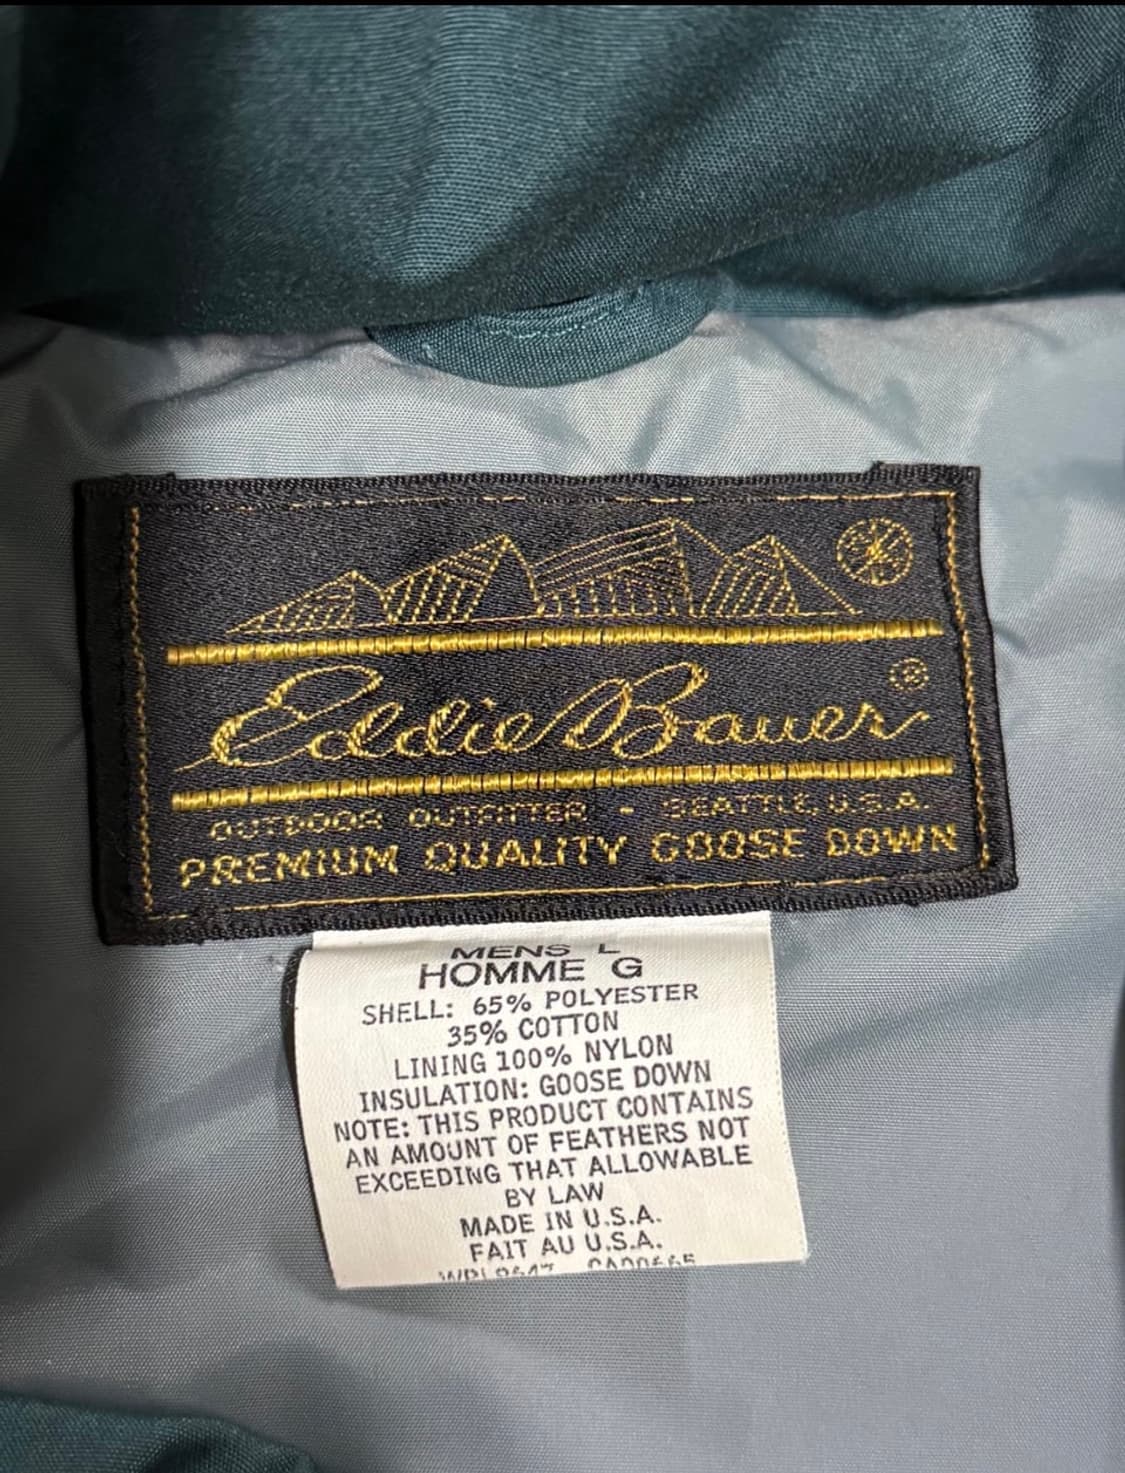 Eddie Bauer®
OUTDOOR OUTFITTER - SEATTLE, U.S.A.
PREMIUM QUALITY GOOSE DOWN
MENS L
HOMME G
SHELL: 65% POLYESTER
35% COTTON
LINING 100% NYLON
INSULATION: GOOSE DOWN
NOTE: THIS PRODUCT CONTAINS
AN AMOUNT OF FEATHERS NOT
EXCEEDING THAT ALLOWABLE
BY LAW
MADE IN U.S.A.
FAIT AU U.S.A.